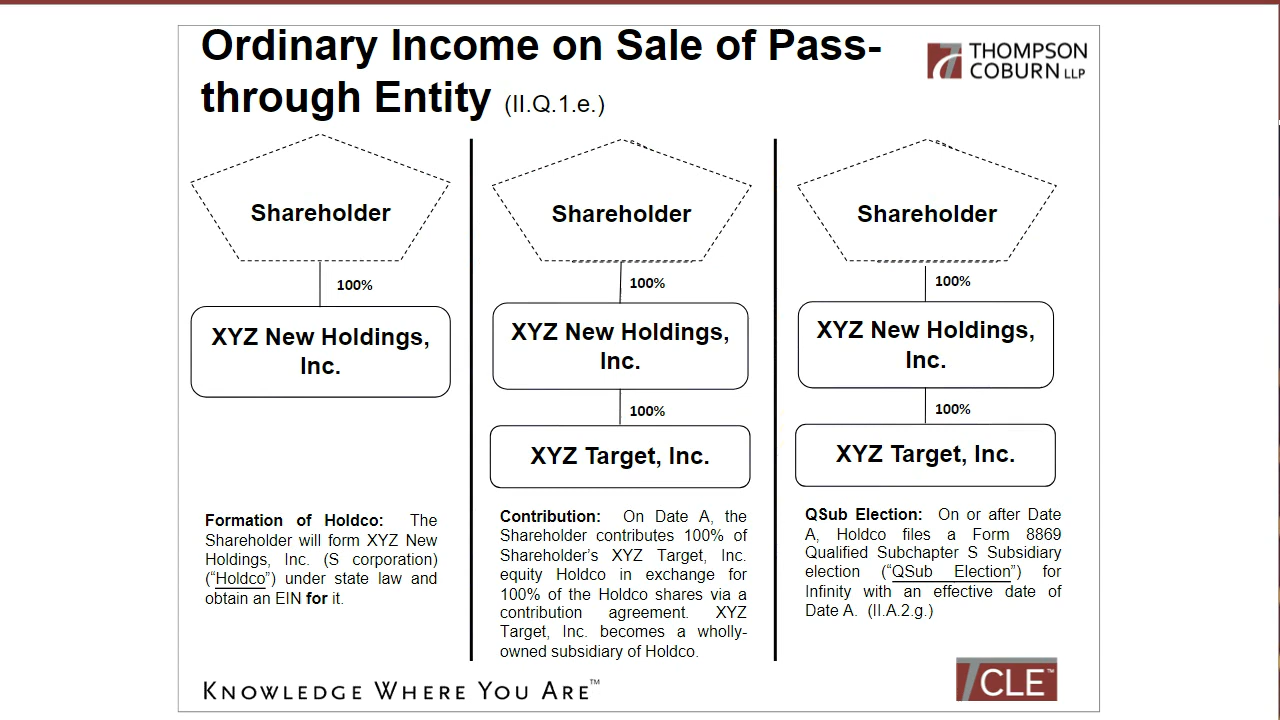 Ordinary Income on Sale of Pass-
through Entity (II.Q.1.e.)
THOMPSON
COBURN LLP
Shareholder
100%
XYZ New Holdings,
Inc.
Formation of Holdco: The
Shareholder will form XYZ New
Holdings, Inc. (S corporation)
(“Holdco”) under state law and
obtain an EIN for it.
Shareholder
100%
XYZ New Holdings,
Inc.
100%
XYZ Target, Inc.
Contribution: On Date A, the
Shareholder contributes 100% of
Shareholder’s XYZ Target, Inc.
equity Holdco in exchange for
100% of the Holdco shares via a
contribution agreement. XYZ
Target, Inc. becomes a wholly-
owned subsidiary of Holdco.
Shareholder
100%
XYZ New Holdings,
Inc.
100%
XYZ Target, Inc.
QSub Election: On or after Date
A, Holdco files a Form 8869
Qualified Subchapter S Subsidiary
election (“QSub Election”) for
Infinity with an effective date of
Date A. (II.A.2.g.)
KNOWLEDGE WHERE YOU ARE™
CLE™